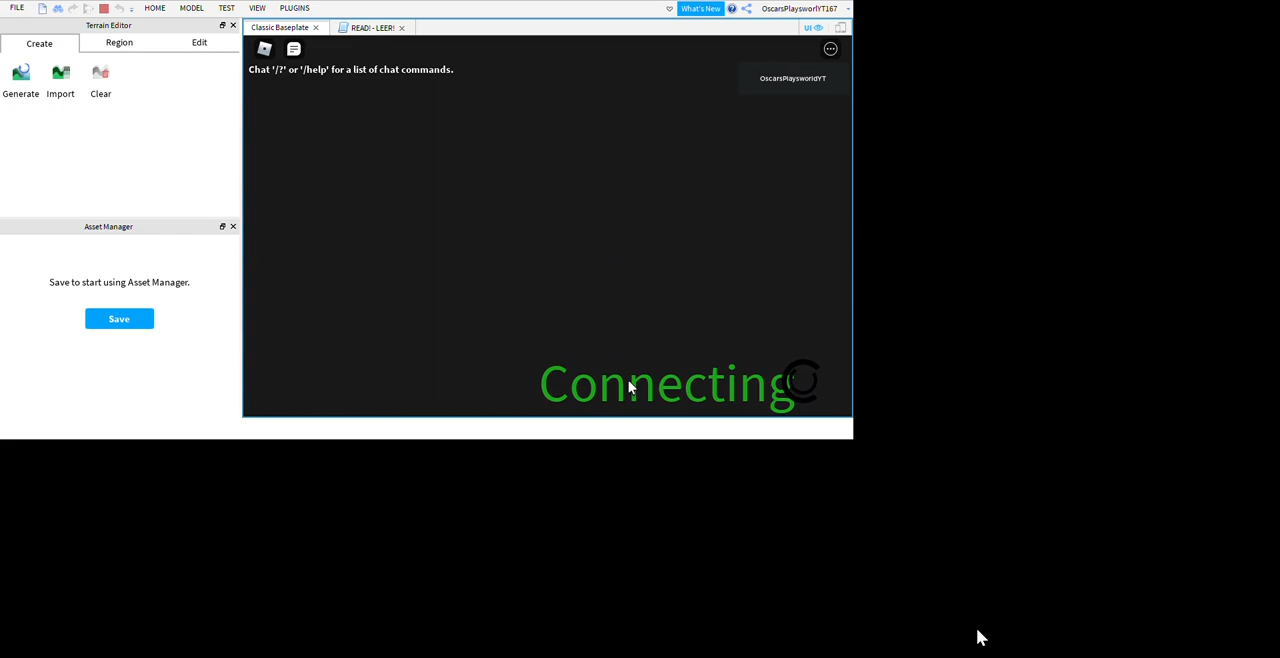 FILE HOME MODEL TEST VIEW PLUGINS What's New OscarsPlaysworlYT167
Terrain Editor
Create Region Edit
Generate Import Clear
Asset Manager
Save to start using Asset Manager.
Save
Classic Baseplate READ! - LEER! UI
Chat '/?' or '/help' for a list of chat commands.
OscarsPlaysworldYT
Connecting